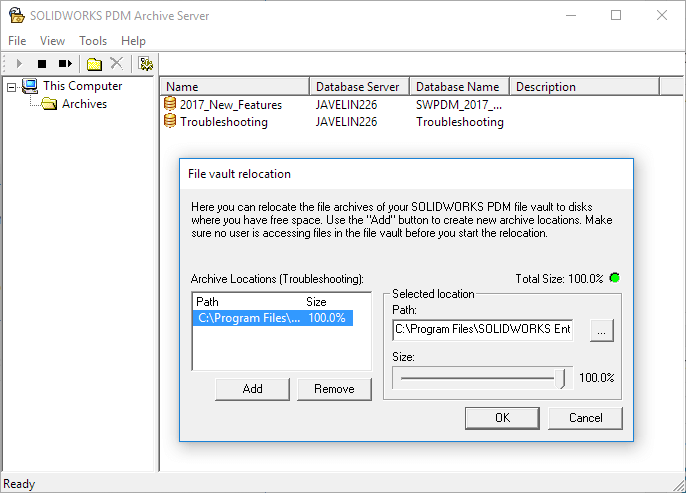 SOLIDWORKS PDM Archive Server
File View Tools Help
This Computer
Archives
Name Database Server Database Name Description
2017_New_Features JAVELIN226 SWPDM_2017_...
Troubleshooting JAVELIN226 Troubleshooting
File vault relocation
Here you can relocate the file archives of your SOLIDWORKS PDM file vault to disks
where you have free space. Use the "Add" button to create new archive locations. Make
sure no user is accessing files in the file vault before you start the relocation.
Archive Locations (Troubleshooting):
Total Size: 100.0%
Path Size
C:\Program Files\... 100.0%
Selected location
Path:
C:\Program Files\SOLIDWORKS Ent
...
Size:
100.0%
Add Remove
OK Cancel
Ready